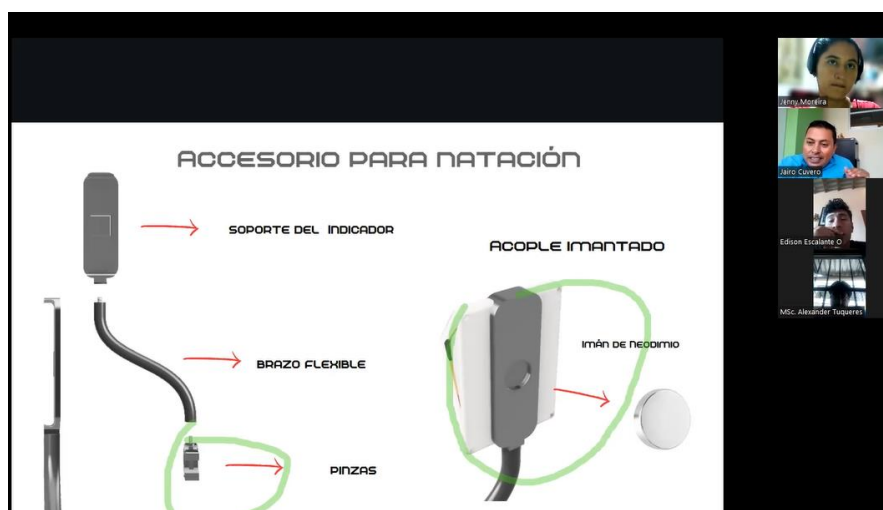 ACCESORIO PARA NATACIÓN
SOPORTE DEL INDICADOR
ACOPLE IMANTADO
IMÁN DE NEODIMIO
BRAZO FLEXIBLE
PINZAS
Jenny Moreira
Jairo Cuvero
Edison Escalante O
MSc. Alexander Tuqueres